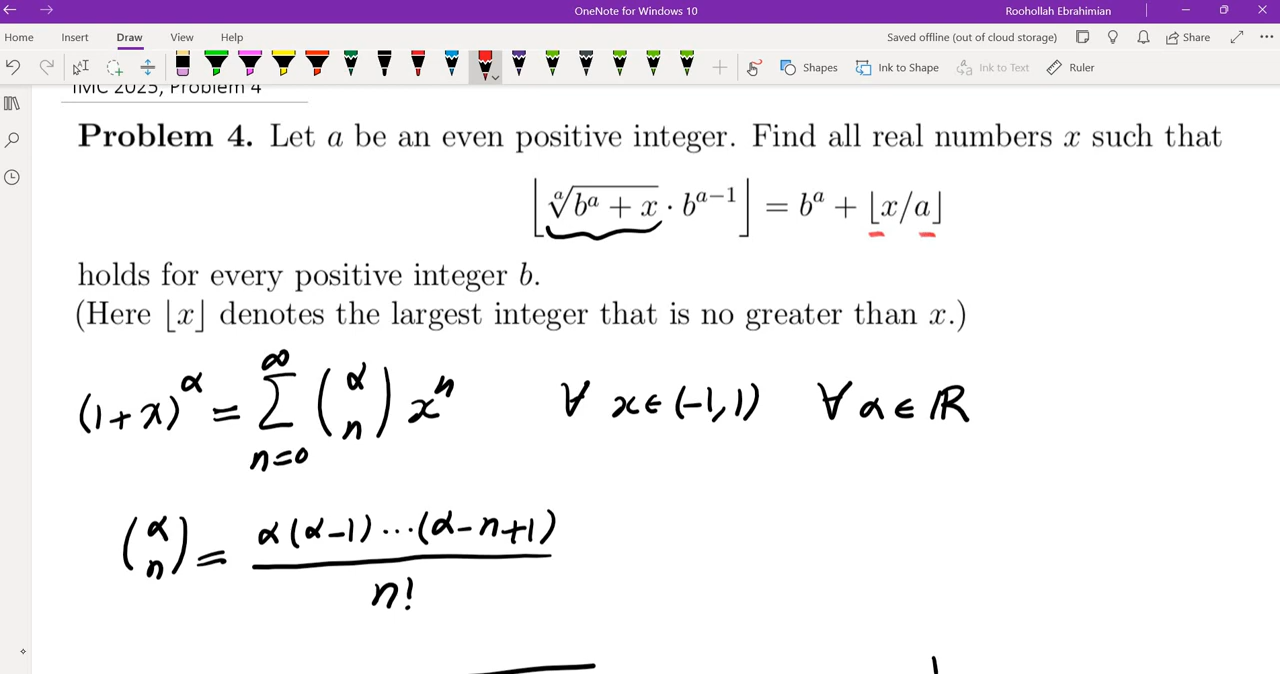 OneNote for Windows 10
Roohollah Ebrahimian
Home Insert Draw View Help
Saved offline (out of cloud storage)
Share
Shapes
Ink to Shape
Ink to Text
Ruler
IMC 2025, Problem 4
Problem 4. Let a be an even positive integer. Find all real numbers x such that
⌊ᵃ√(bᵃ + x) · bᵃ⁻¹⌋ = bᵃ + ⌊x/a⌋
holds for every positive integer b.
(Here ⌊x⌋ denotes the largest integer that is no greater than x.)
(1+x)^α = ∑_{n=0}^{∞} (α n) xⁿ ∀ x∈(-1,1) ∀ α∈ℝ
(α n) = α(α-1)...(α-n+1) / n!